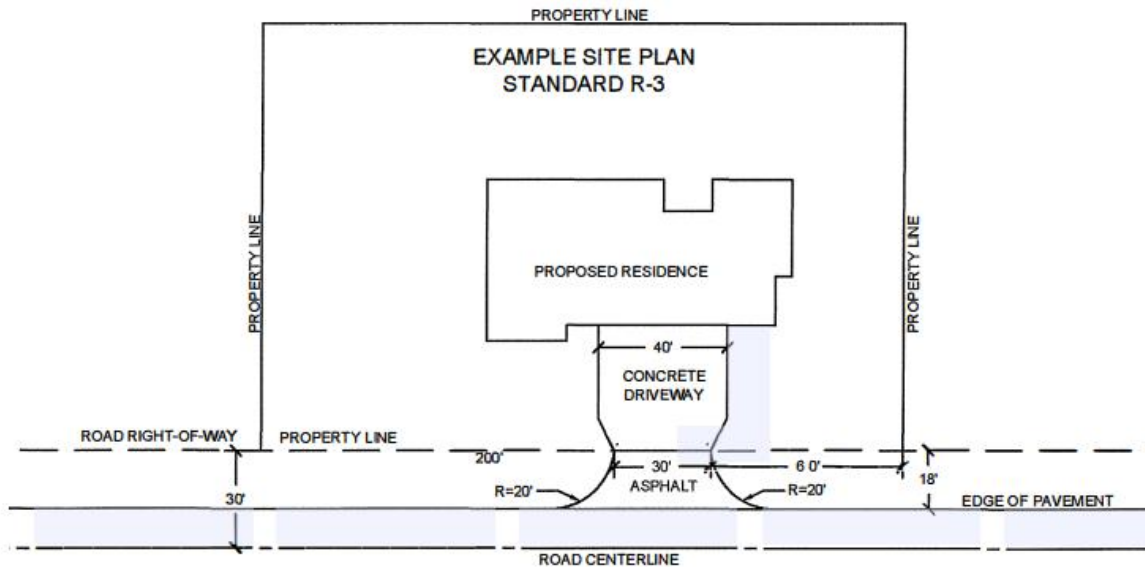 PROPERTY LINE
EXAMPLE SITE PLAN
STANDARD R-3
PROPERTY LINE
PROPERTY LINE
PROPOSED RESIDENCE
40'
CONCRETE
DRIVEWAY
ROAD RIGHT-OF-WAY
PROPERTY LINE
200'
30'
6 0'
18'
ASPHALT
R=20'
R=20'
30'
EDGE OF PAVEMENT
ROAD CENTERLINE